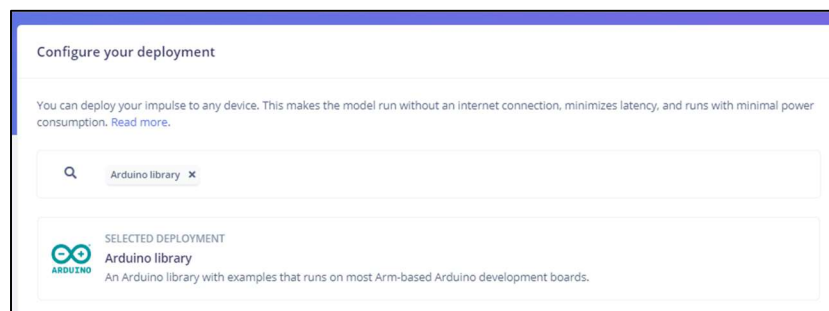 Configure your deployment
You can deploy your impulse to any device. This makes the model run without an internet connection, minimizes latency, and runs with minimal power
consumption. Read more.
Arduino library ×
SELECTED DEPLOYMENT
ARDUINO
Arduino library
An Arduino library with examples that runs on most Arm-based Arduino development boards.